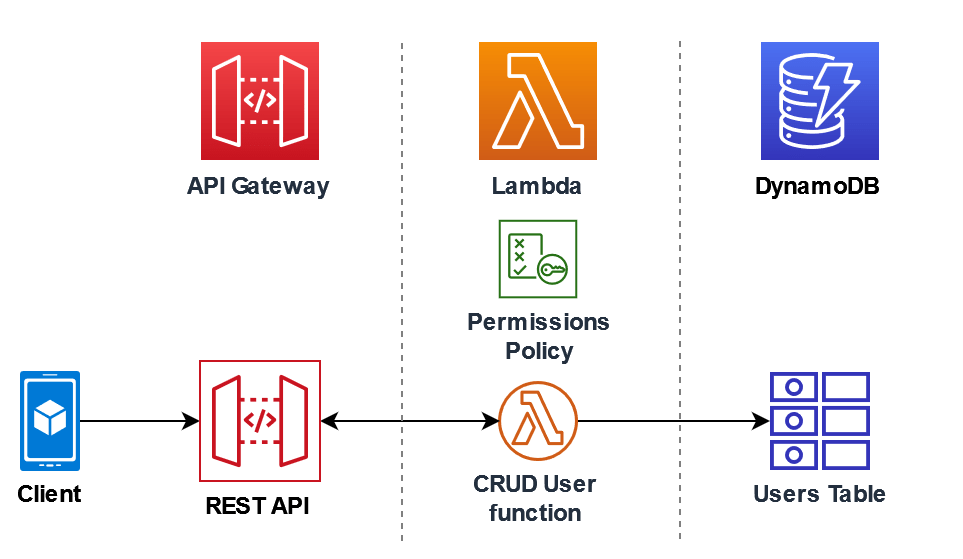 API Gateway
Lambda
DynamoDB
Permissions
Policy
Client
REST API
CRUD User
function
Users Table